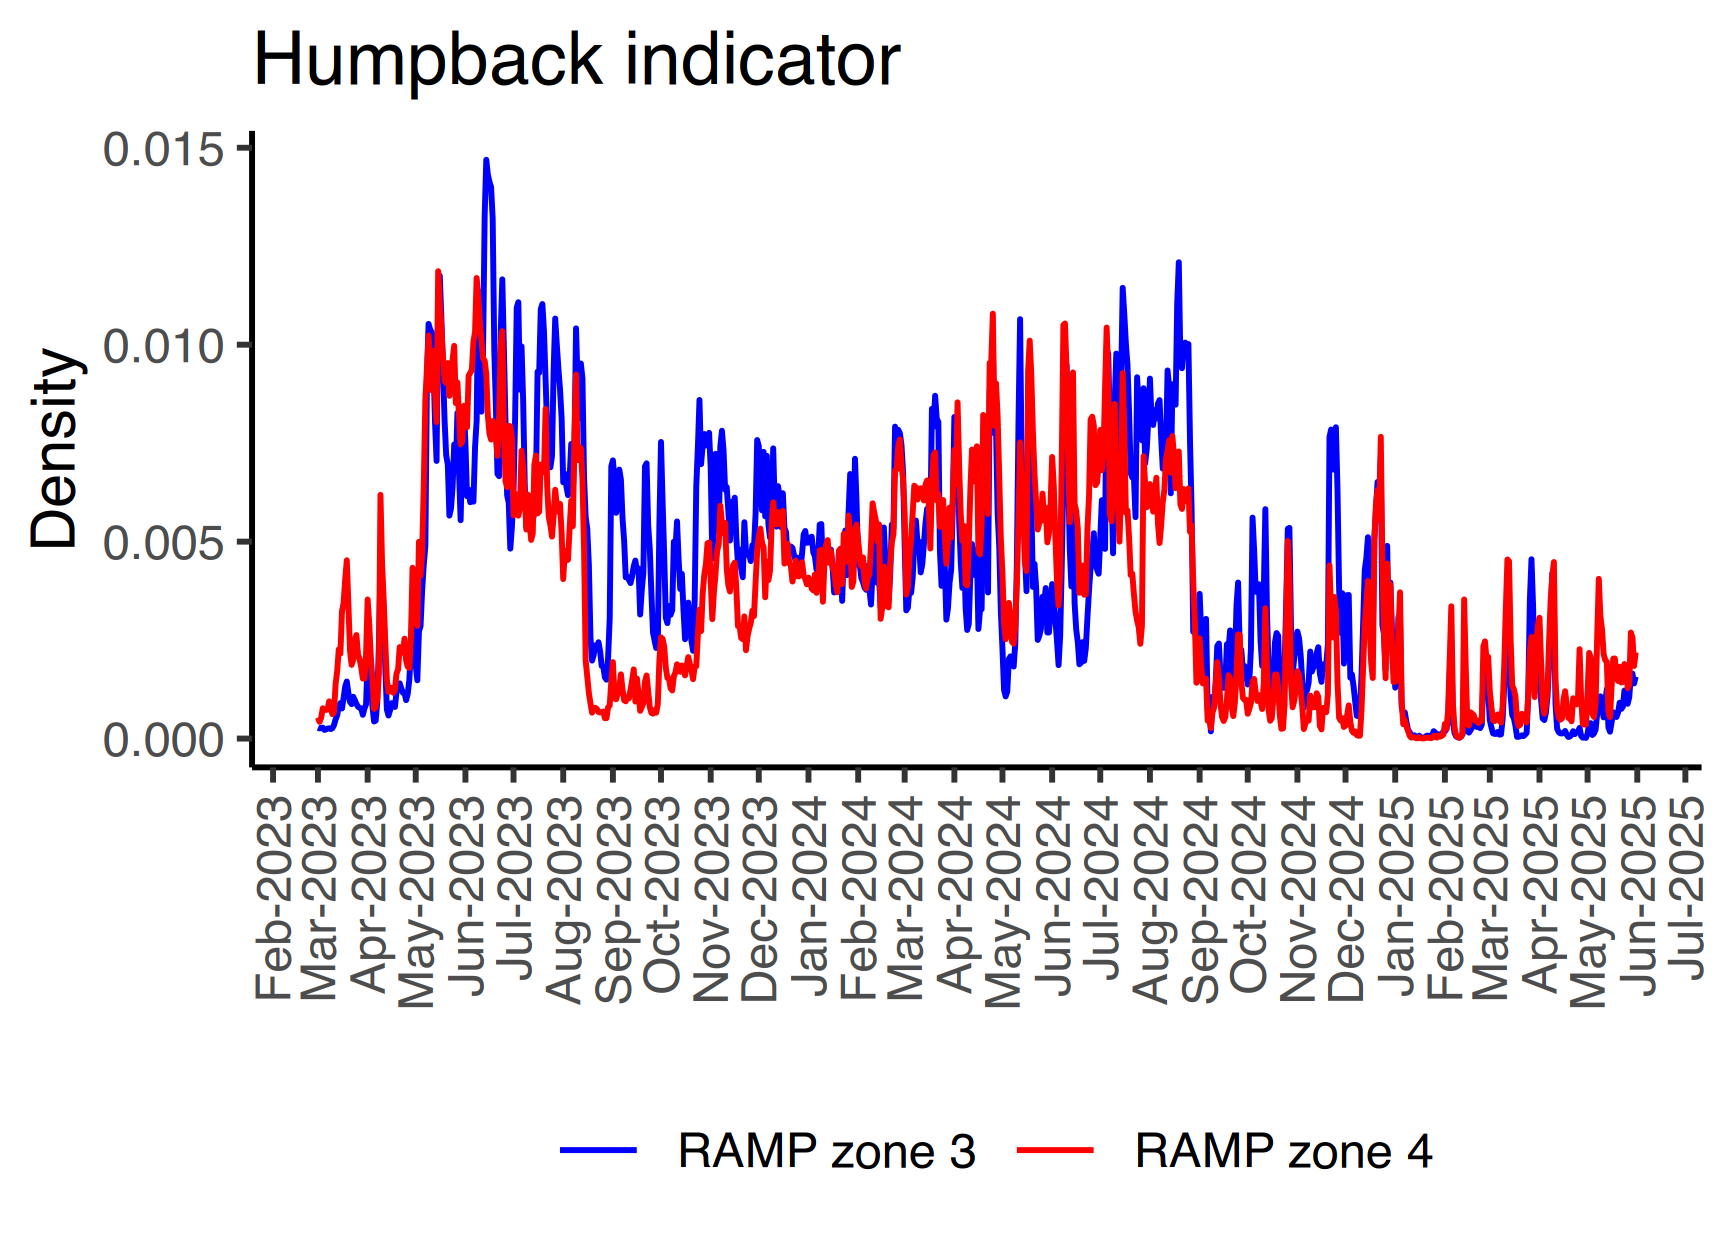 Humpback indicator
Density
0.015
0.010
0.005
0.000
Feb-2023
Mar-2023
Apr-2023
May-2023
Jun-2023
Jul-2023
Aug-2023
Sep-2023
Oct-2023
Nov-2023
Dec-2023
Jan-2024
Feb-2024
Mar-2024
Apr-2024
May-2024
Jun-2024
Jul-2024
Aug-2024
Sep-2024
Oct-2024
Nov-2024
Dec-2024
Jan-2025
Feb-2025
Mar-2025
Apr-2025
May-2025
Jun-2025
Jul-2025
RAMP zone 3
RAMP zone 4